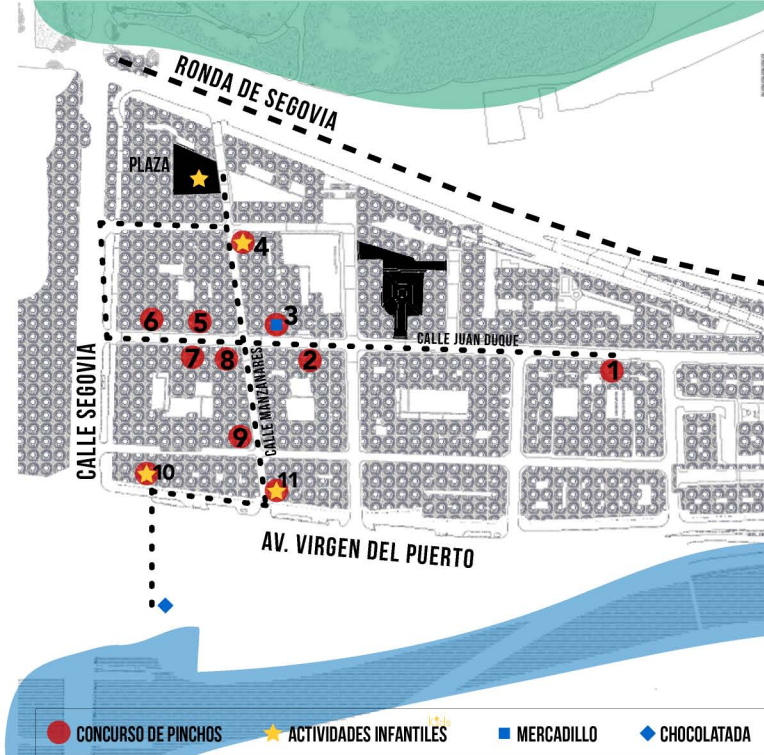 RONDA DE SEGOVIA
PLAZA
4
6
5
3
CALLE JUAN DUQUE
7
8
2
1
CALLE SEGOVIA
CALLE MANZANARES
9
10
11
AV. VIRGEN DEL PUERTO
CONCURSO DE PINCHOS
ACTIVIDADES INFANTILES
MERCADILLO
CHOCOLATADA